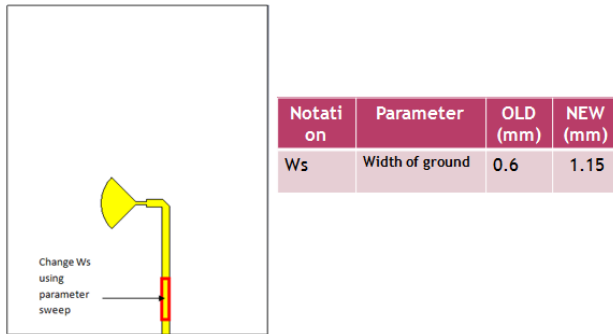 Notati
on
Parameter
OLD
(mm)
NEW
(mm)
Ws
Width of ground
0.6
1.15
Change Ws
using
parameter
sweep